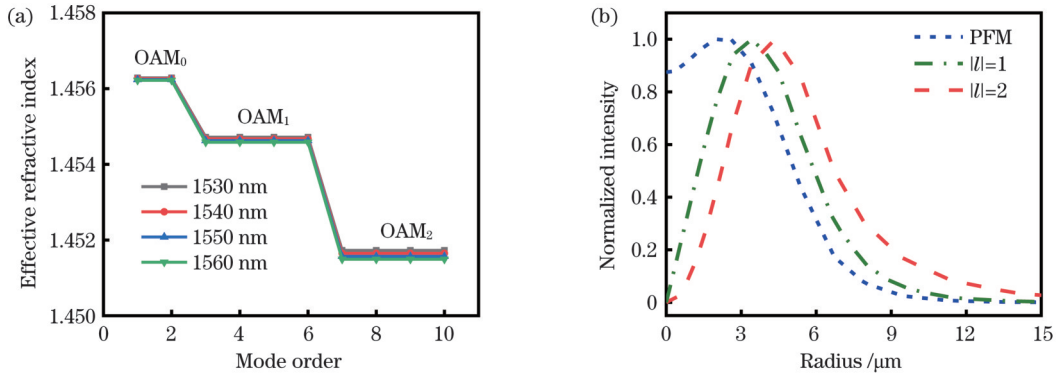 (a)
1.458
1.456
1.454
1.452
1.450
Effective refractive index
OAM₀
OAM₁
OAM₂
1530 nm
1540 nm
1550 nm
1560 nm
0 2 4 6 8 10
Mode order
(b)
1.0
0.8
0.6
0.4
0.2
0
Normalized intensity
PFM
|l|=1
|l|=2
0 3 6 9 12 15
Radius /μm